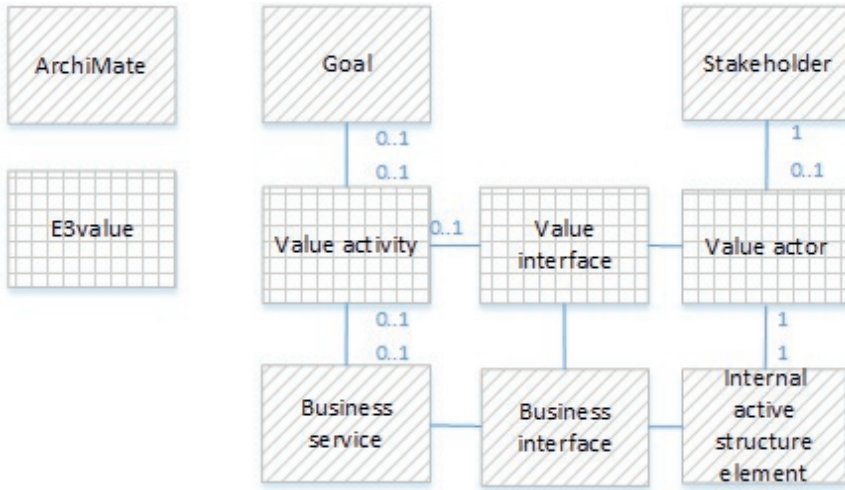 ArchiMate
Goal
Stakeholder
0..1
1
0..1
0..1
E3value
Value activity
0..1
Value
interface
Value actor
0..1
1
0..1
1
Business
service
Business
interface
Internal
active
structure
element